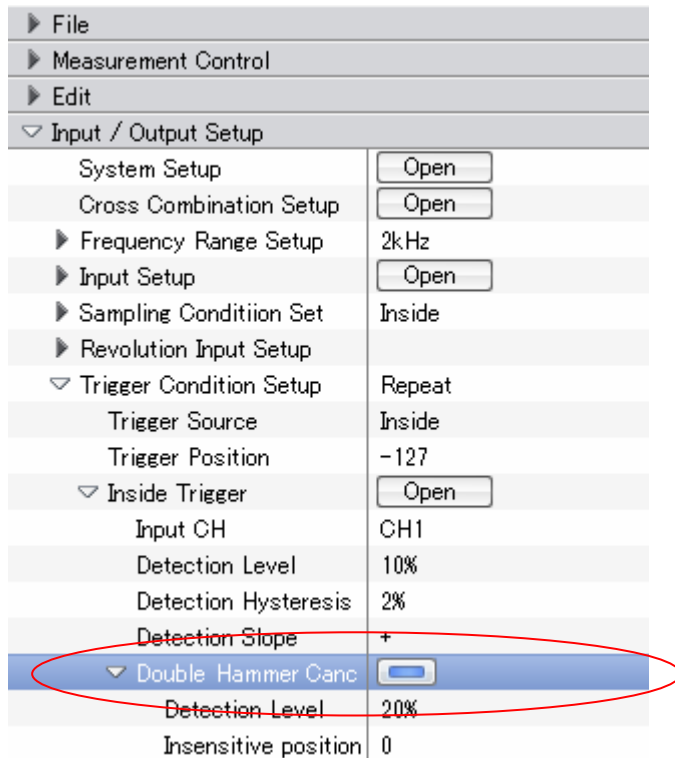 File
Measurement Control
Edit
Input / Output Setup
System Setup Open
Cross Combination Setup Open
Frequency Range Setup 2kHz
Input Setup Open
Sampling Conditiion Set Inside
Revolution Input Setup
Trigger Condition Setup Repeat
Trigger Source Inside
Trigger Position -127
Inside Trigger Open
Input CH CH1
Detection Level 10%
Detection Hysteresis 2%
Detection Slope +
Double Hammer Canc
Detection Level 20%
Insensitive position 0